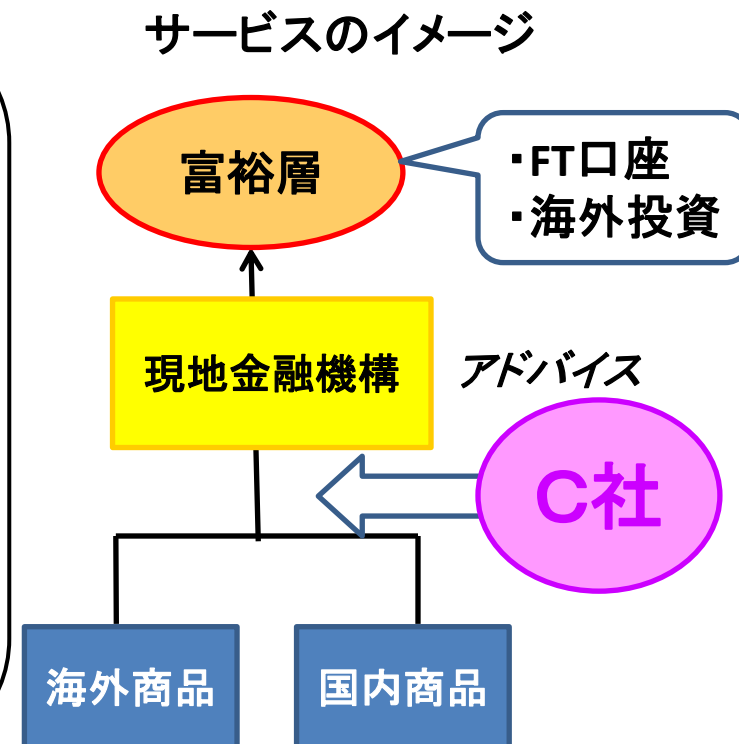 サービスのイメージ
富裕層
・FT口座
・海外投資
現地金融機構
アドバイス
C社
海外商品
国内商品